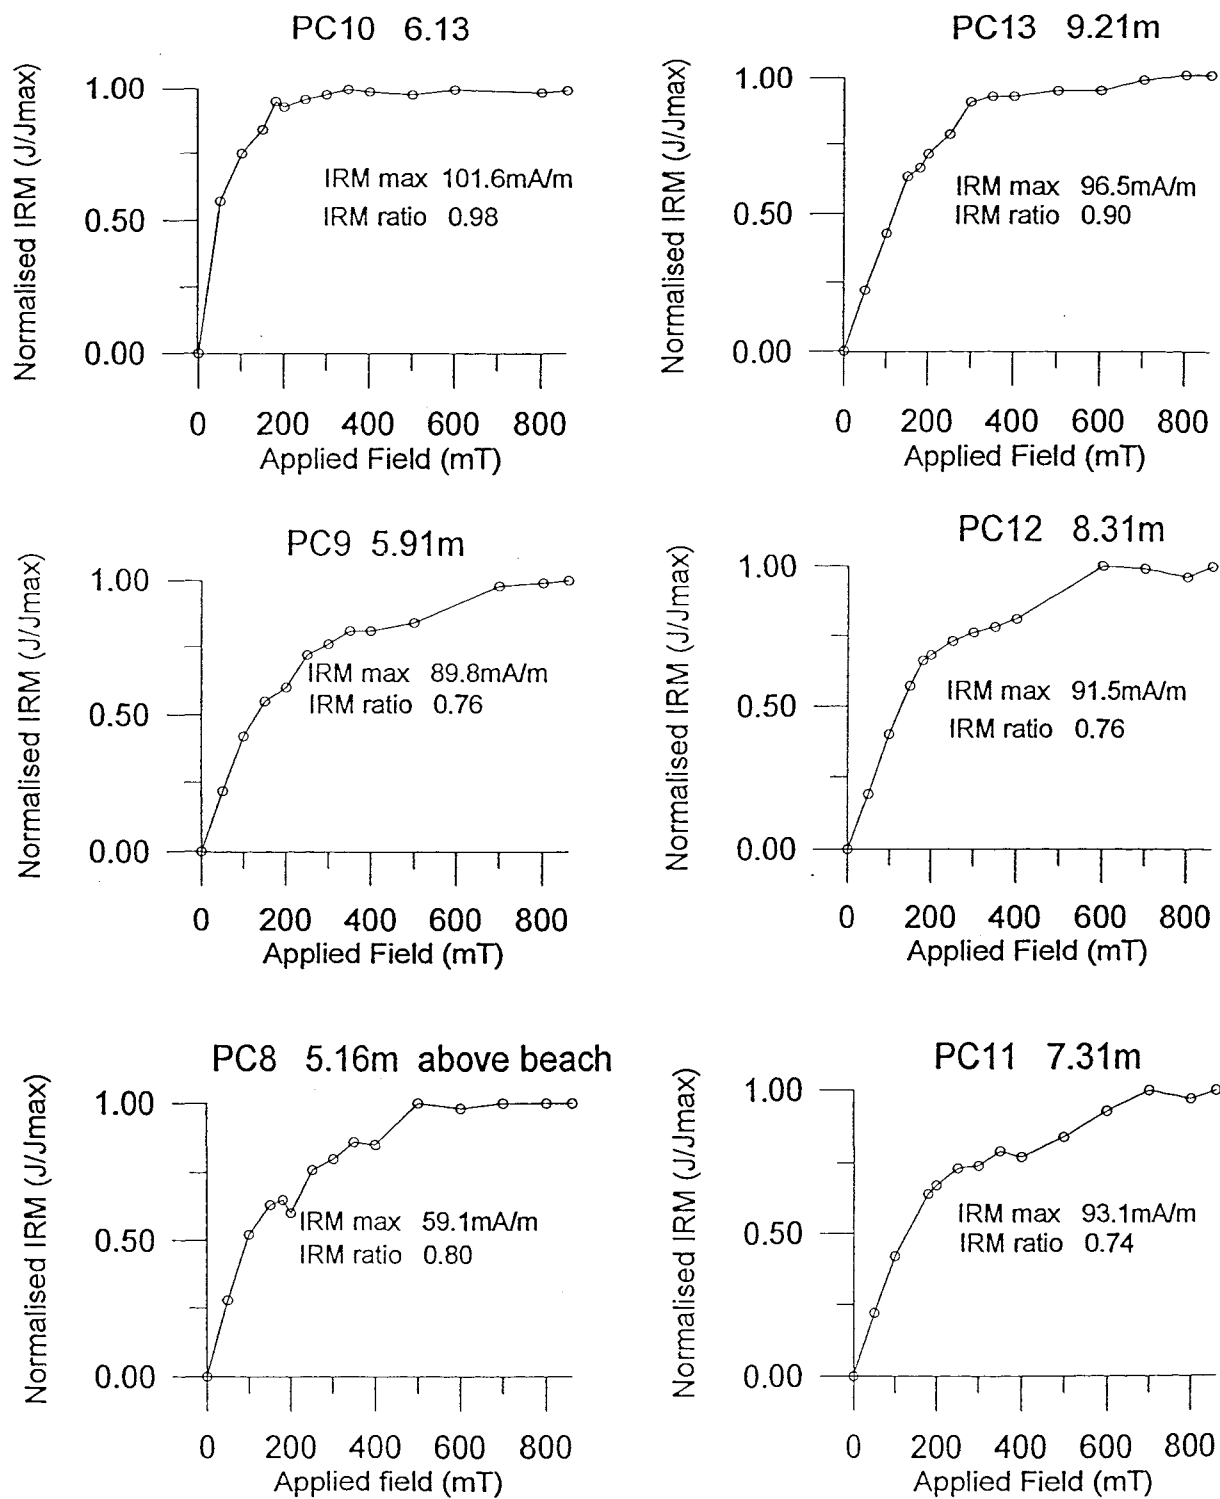 PC10 6.13
Normalised IRM (J/Jmax)
1.00
0.50
0.00
IRM max 101.6mA/m
IRM ratio 0.98
0 200 400 600 800
Applied Field (mT)
PC13 9.21m
Normalised IRM (J/Jmax)
1.00
0.50
0.00
IRM max 96.5mA/m
IRM ratio 0.90
0 200 400 600 800
Applied Field (mT)
PC9 5.91m
Normalised IRM (J/Jmax)
1.00
0.50
0.00
IRM max 89.8mA/m
IRM ratio 0.76
0 200 400 600 800
Applied Field (mT)
PC12 8.31m
Normalised IRM (J/Jmax)
1.00
0.50
0.00
IRM max 91.5mA/m
IRM ratio 0.76
0 200 400 600 800
Applied Field (mT)
PC8 5.16m above beach
Normalised IRM (J/Jmax)
1.00
0.50
0.00
IRM max 59.1mA/m
IRM ratio 0.80
0 200 400 600 800
Applied field (mT)
PC11 7.31m
Normalised IRM (J/Jmax)
1.00
0.50
0.00
IRM max 93.1mA/m
IRM ratio 0.74
0 200 400 600 800
Applied Field (mT)